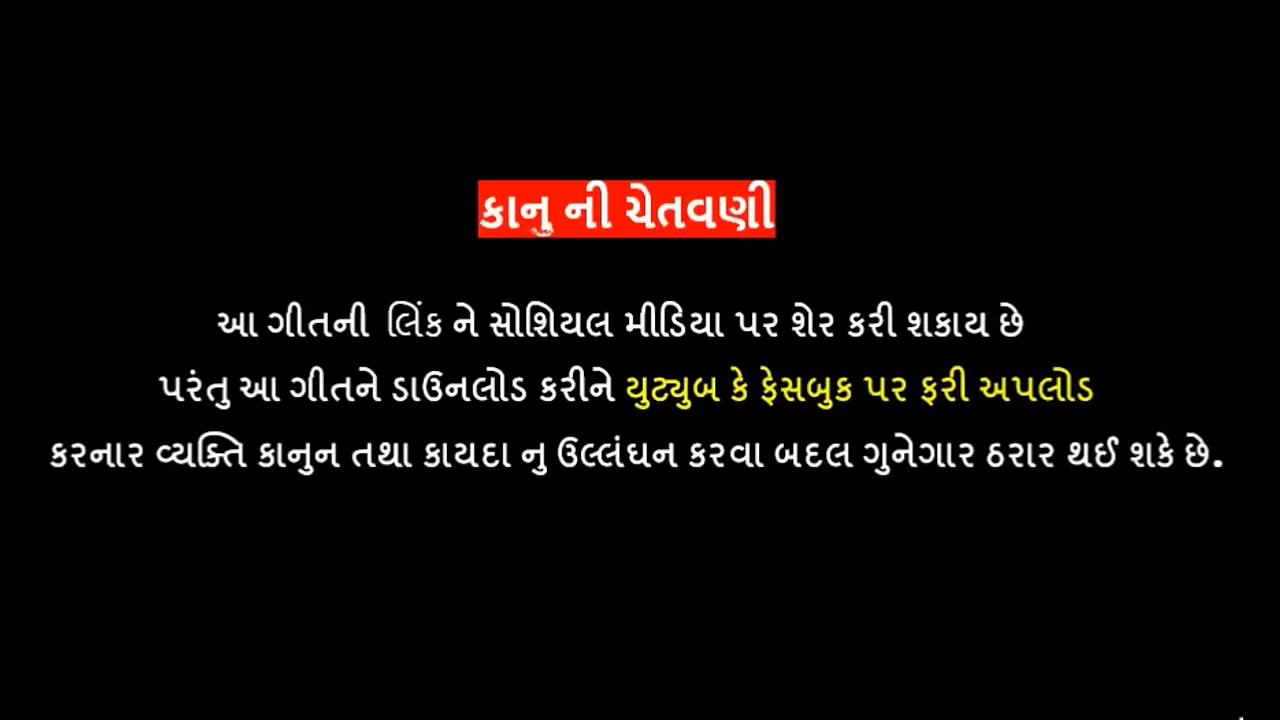 કાનુ ની ચેતવણી
આ ગીતની લિંક ને સોશિયલ મીડિયા પર શેર કરી શકાય છે
પરંતુ આ ગીતને ડાઉનલોડ કરીને યુટ્યુબ કે ફેસબુક પર ફરી અપલોડ
કરનાર વ્યક્તિ કાનુન તથા કાયદા નુ ઉલ્લંઘન કરવા બદલ ગુનેગાર ઠરાર થઈ શકે છે.